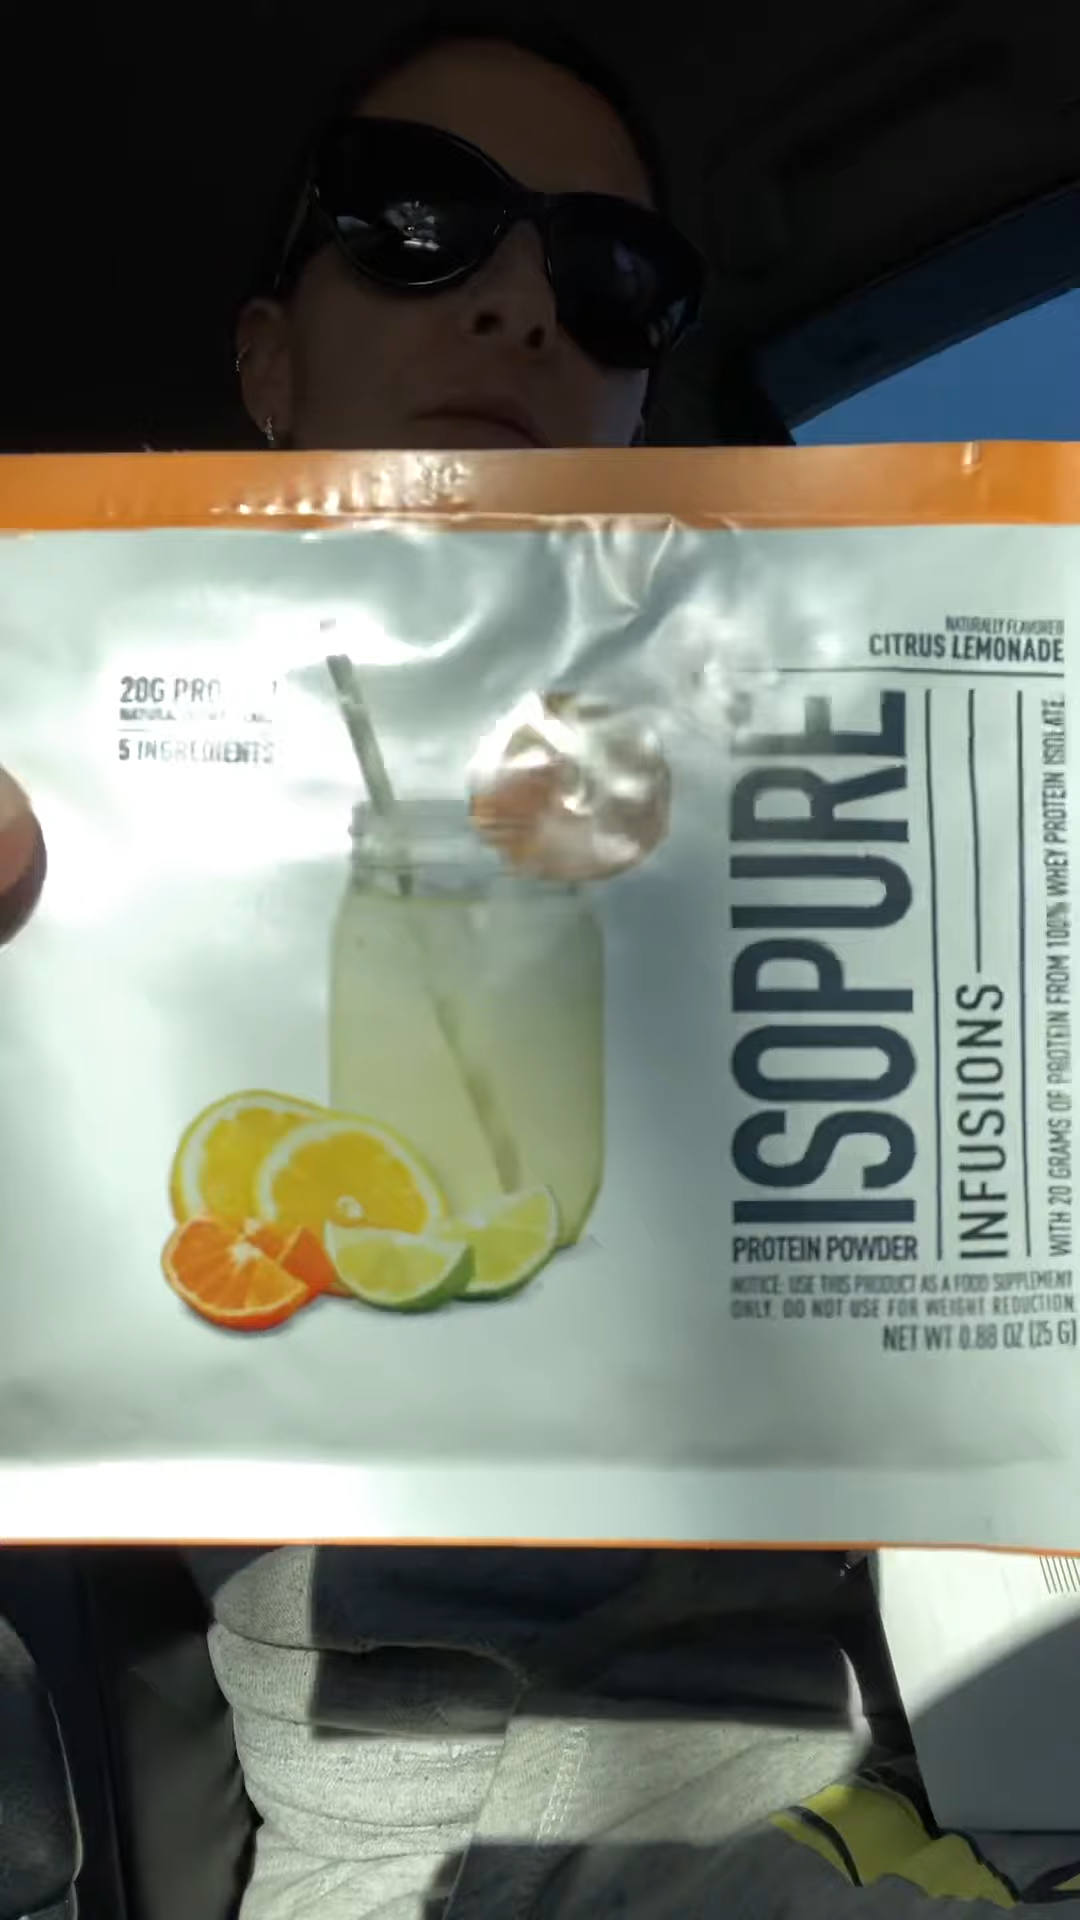 20G PRO
5 INGREDIENTS
NATURALLY FLAVORED
CITRUS LEMONADE
ISOPURE
INFUSIONS
WITH 20 GRAMS OF PROTEIN FROM 100% WHEY PROTEIN ISOLATE.
PROTEIN POWDER
NOTICE: USE THIS PRODUCT AS A FOOD SUPPLEMENT
ONLY. DO NOT USE FOR WEIGHT REDUCTION.
NET WT 0.88 OZ (25 G)